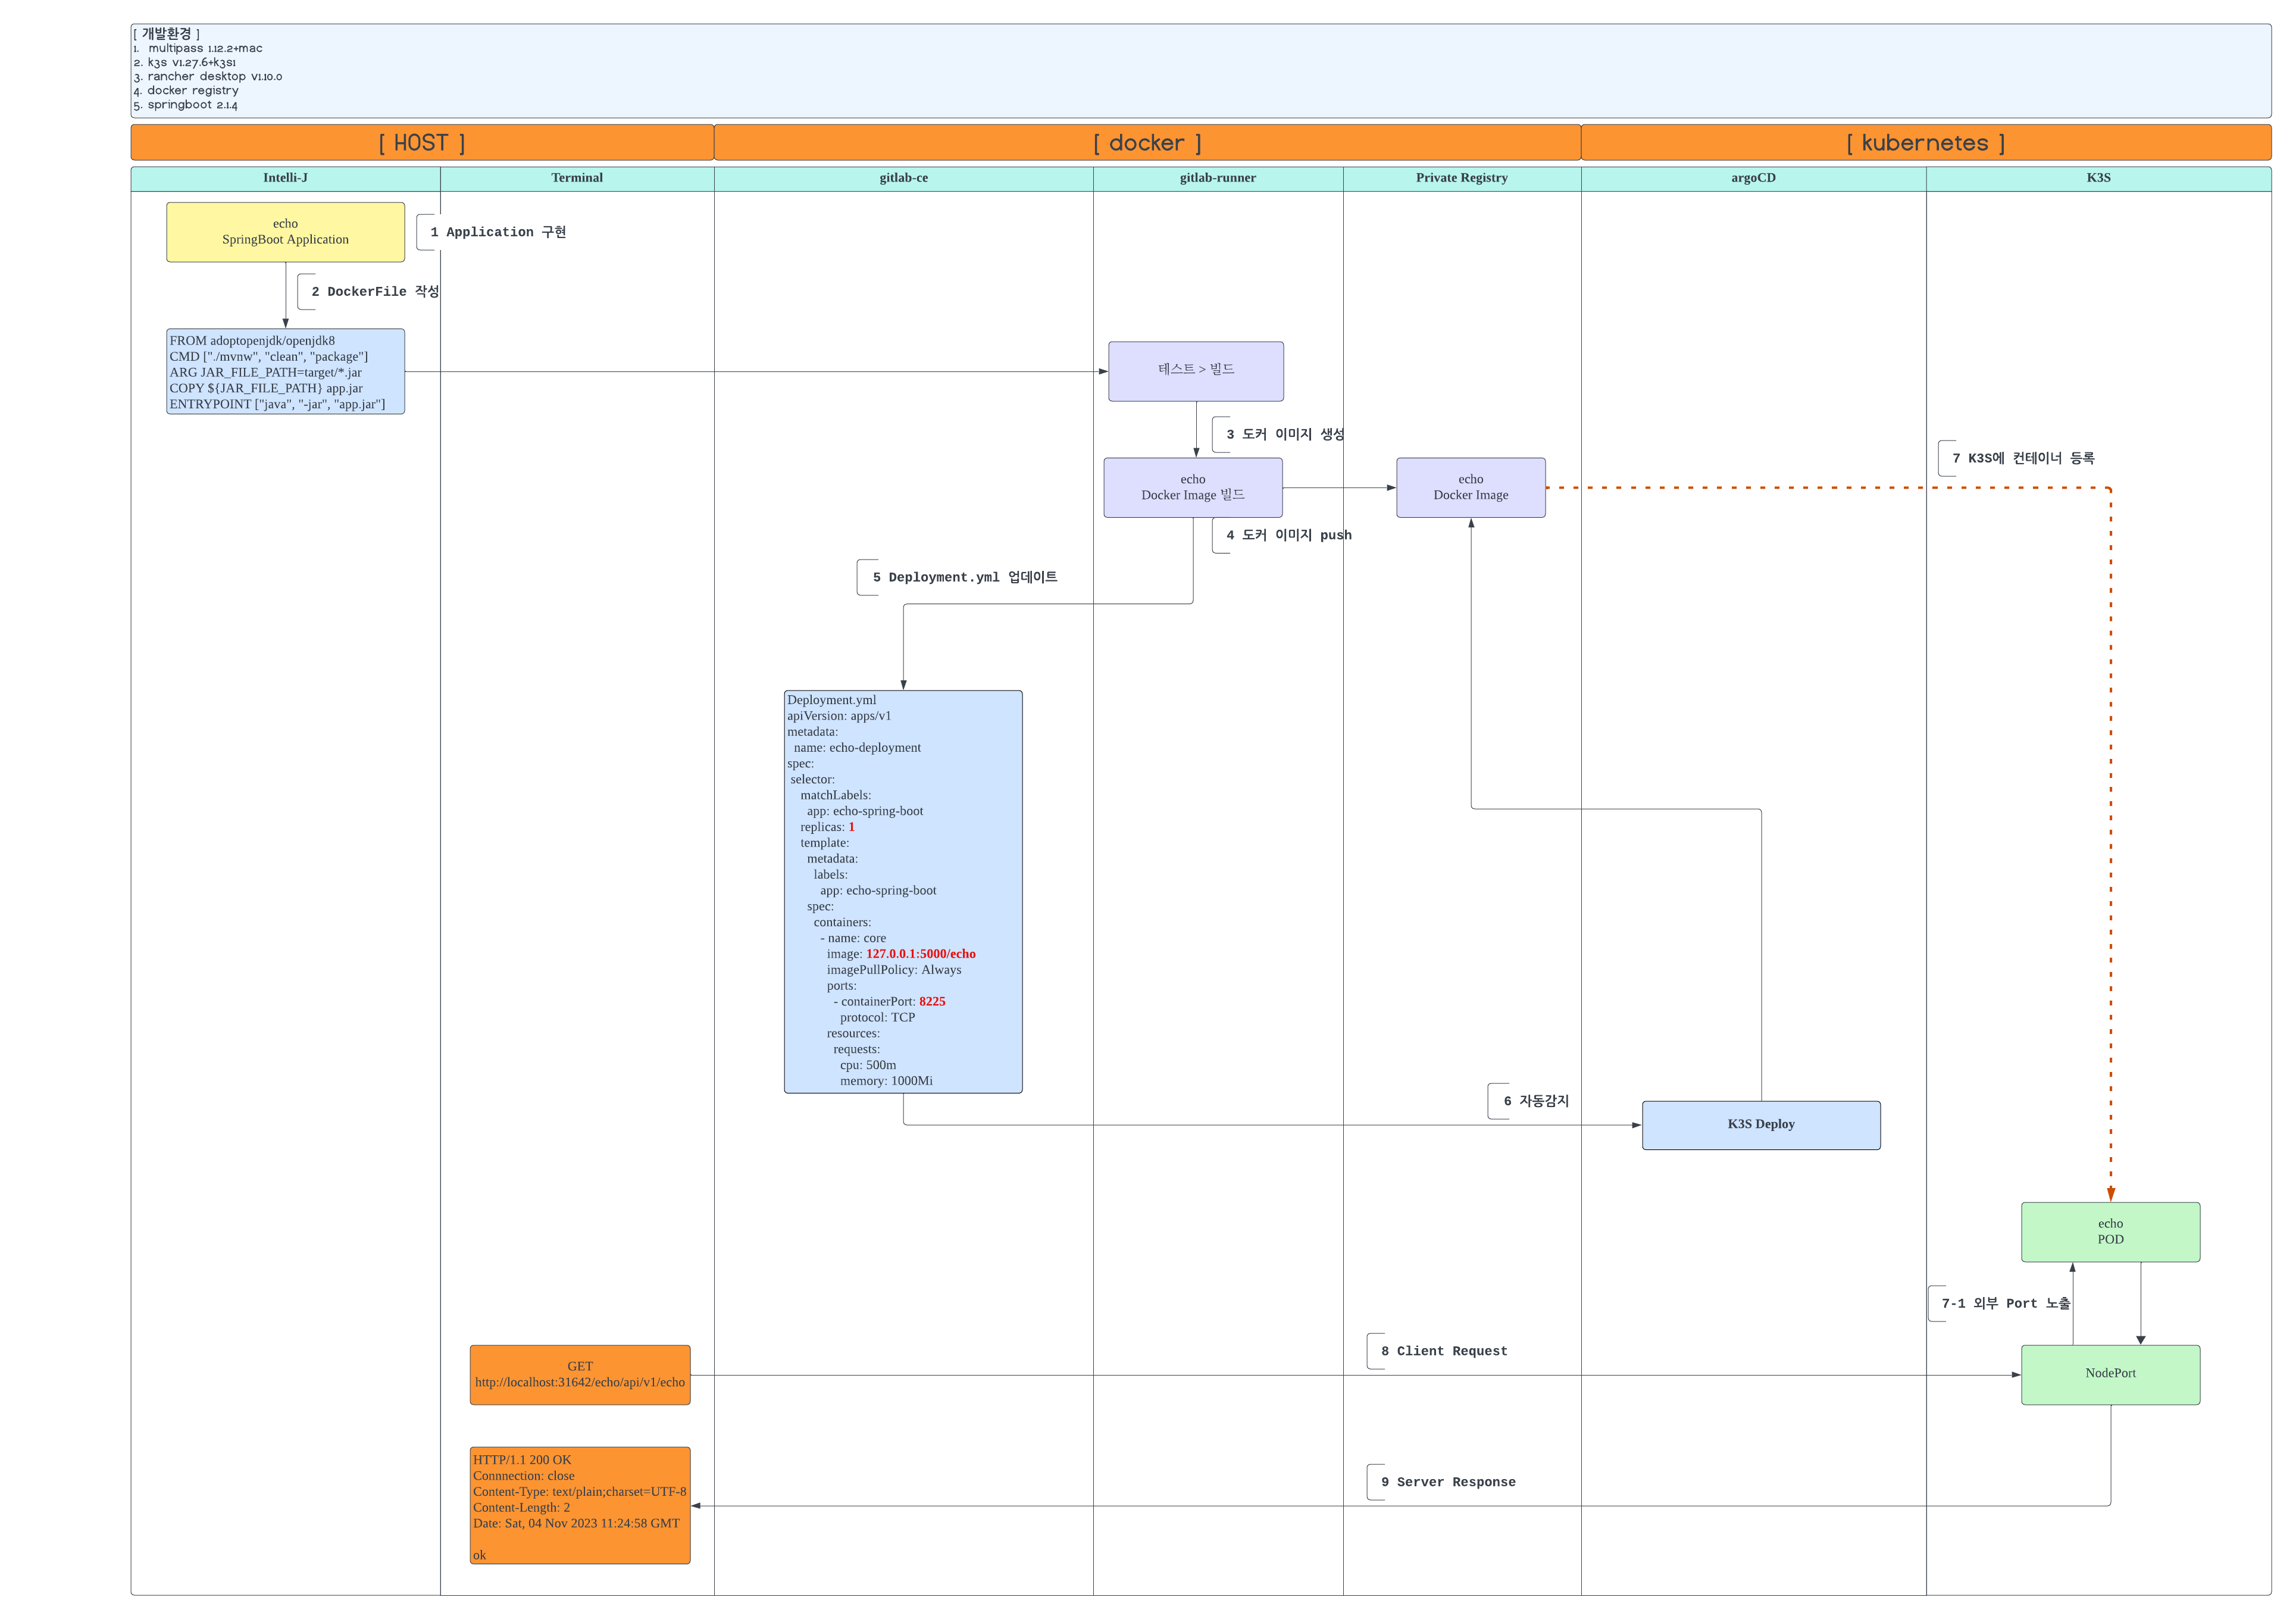 [ 개발환경 ]
1. multipass 1.12.2+mac
2. k3s v1.27.6+k3s1
3. rancher desktop v1.10.0
4. docker registry
5. springboot 2.1.4
[ HOST ]
[ docker ]
[ kubernetes ]
Intelli-J
Terminal
gitlab-ce
gitlab-runner
Private Registry
argoCD
K3S
echo
SpringBoot Application
1 Application 구현
2 DockerFile 작성
FROM adoptopenjdk/openjdk8
CMD ["./mvnw", "clean", "package"]
ARG JAR_FILE_PATH=target/*.jar
COPY ${JAR_FILE_PATH} app.jar
ENTRYPOINT ["java", "-jar", "app.jar"]
테스트 > 빌드
3 도커 이미지 생성
echo
Docker Image 빌드
echo
Docker Image
7 K3S에 컨테이너 등록
4 도커 이미지 push
5 Deployment.yml 업데이트
Deployment.yml
apiVersion: apps/v1
metadata:
  name: echo-deployment
spec:
 selector:
    matchLabels:
      app: echo-spring-boot
    replicas: 1
    template:
      metadata:
        labels:
          app: echo-spring-boot
      spec:
        containers:
          - name: core
            image: 127.0.0.1:5000/echo
            imagePullPolicy: Always
            ports:
              - containerPort: 8225
                protocol: TCP
            resources:
              requests:
                cpu: 500m
                memory: 1000Mi
6 자동감지
K3S Deploy
echo
POD
7-1 외부 Port 노출
GET
http://localhost:31642/echo/api/v1/echo
8 Client Request
NodePort
HTTP/1.1 200 OK
Connnection: close
Content-Type: text/plain;charset=UTF-8
Content-Length: 2
Date: Sat, 04 Nov 2023 11:24:58 GMT
ok
9 Server Response